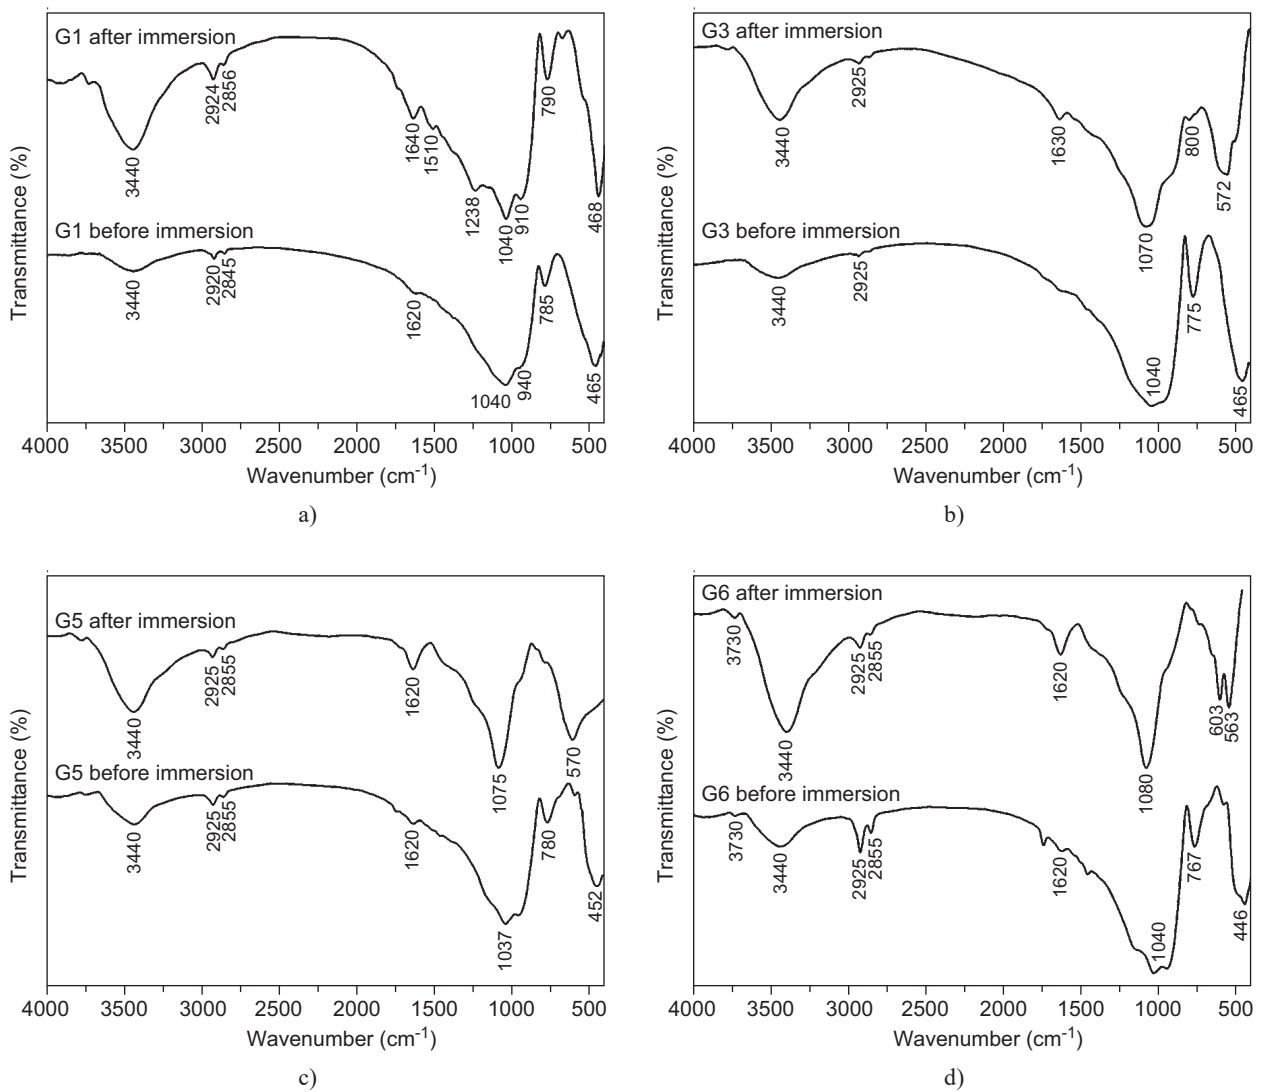 G1 after immersion
2924
2856
3440
1640
1510
1238
1040
910
790
468
G1 before immersion
3440
2920
2845
1620
1040
940
785
465
Transmittance (%)
4000 3500 3000 2500 2000 1500 1000 500
Wavenumber (cm-1)
a)
G3 after immersion
3440
2925
1630
1070
800
572
G3 before immersion
3440
2925
1040
775
465
Transmittance (%)
4000 3500 3000 2500 2000 1500 1000 500
Wavenumber (cm-1)
b)
G5 after immersion
3440
2925
2855
1620
1075
570
G5 before immersion
3440
2925
2855
1620
1037
780
452
Transmittance (%)
4000 3500 3000 2500 2000 1500 1000 500
Wavenumber (cm-1)
c)
G6 after immersion
3730
3440
2925
2855
1620
1080
603
563
G6 before immersion
3730
3440
2925
2855
1620
1040
767
446
Transmittance (%)
4000 3500 3000 2500 2000 1500 1000 500
Wavenumber (cm-1)
d)